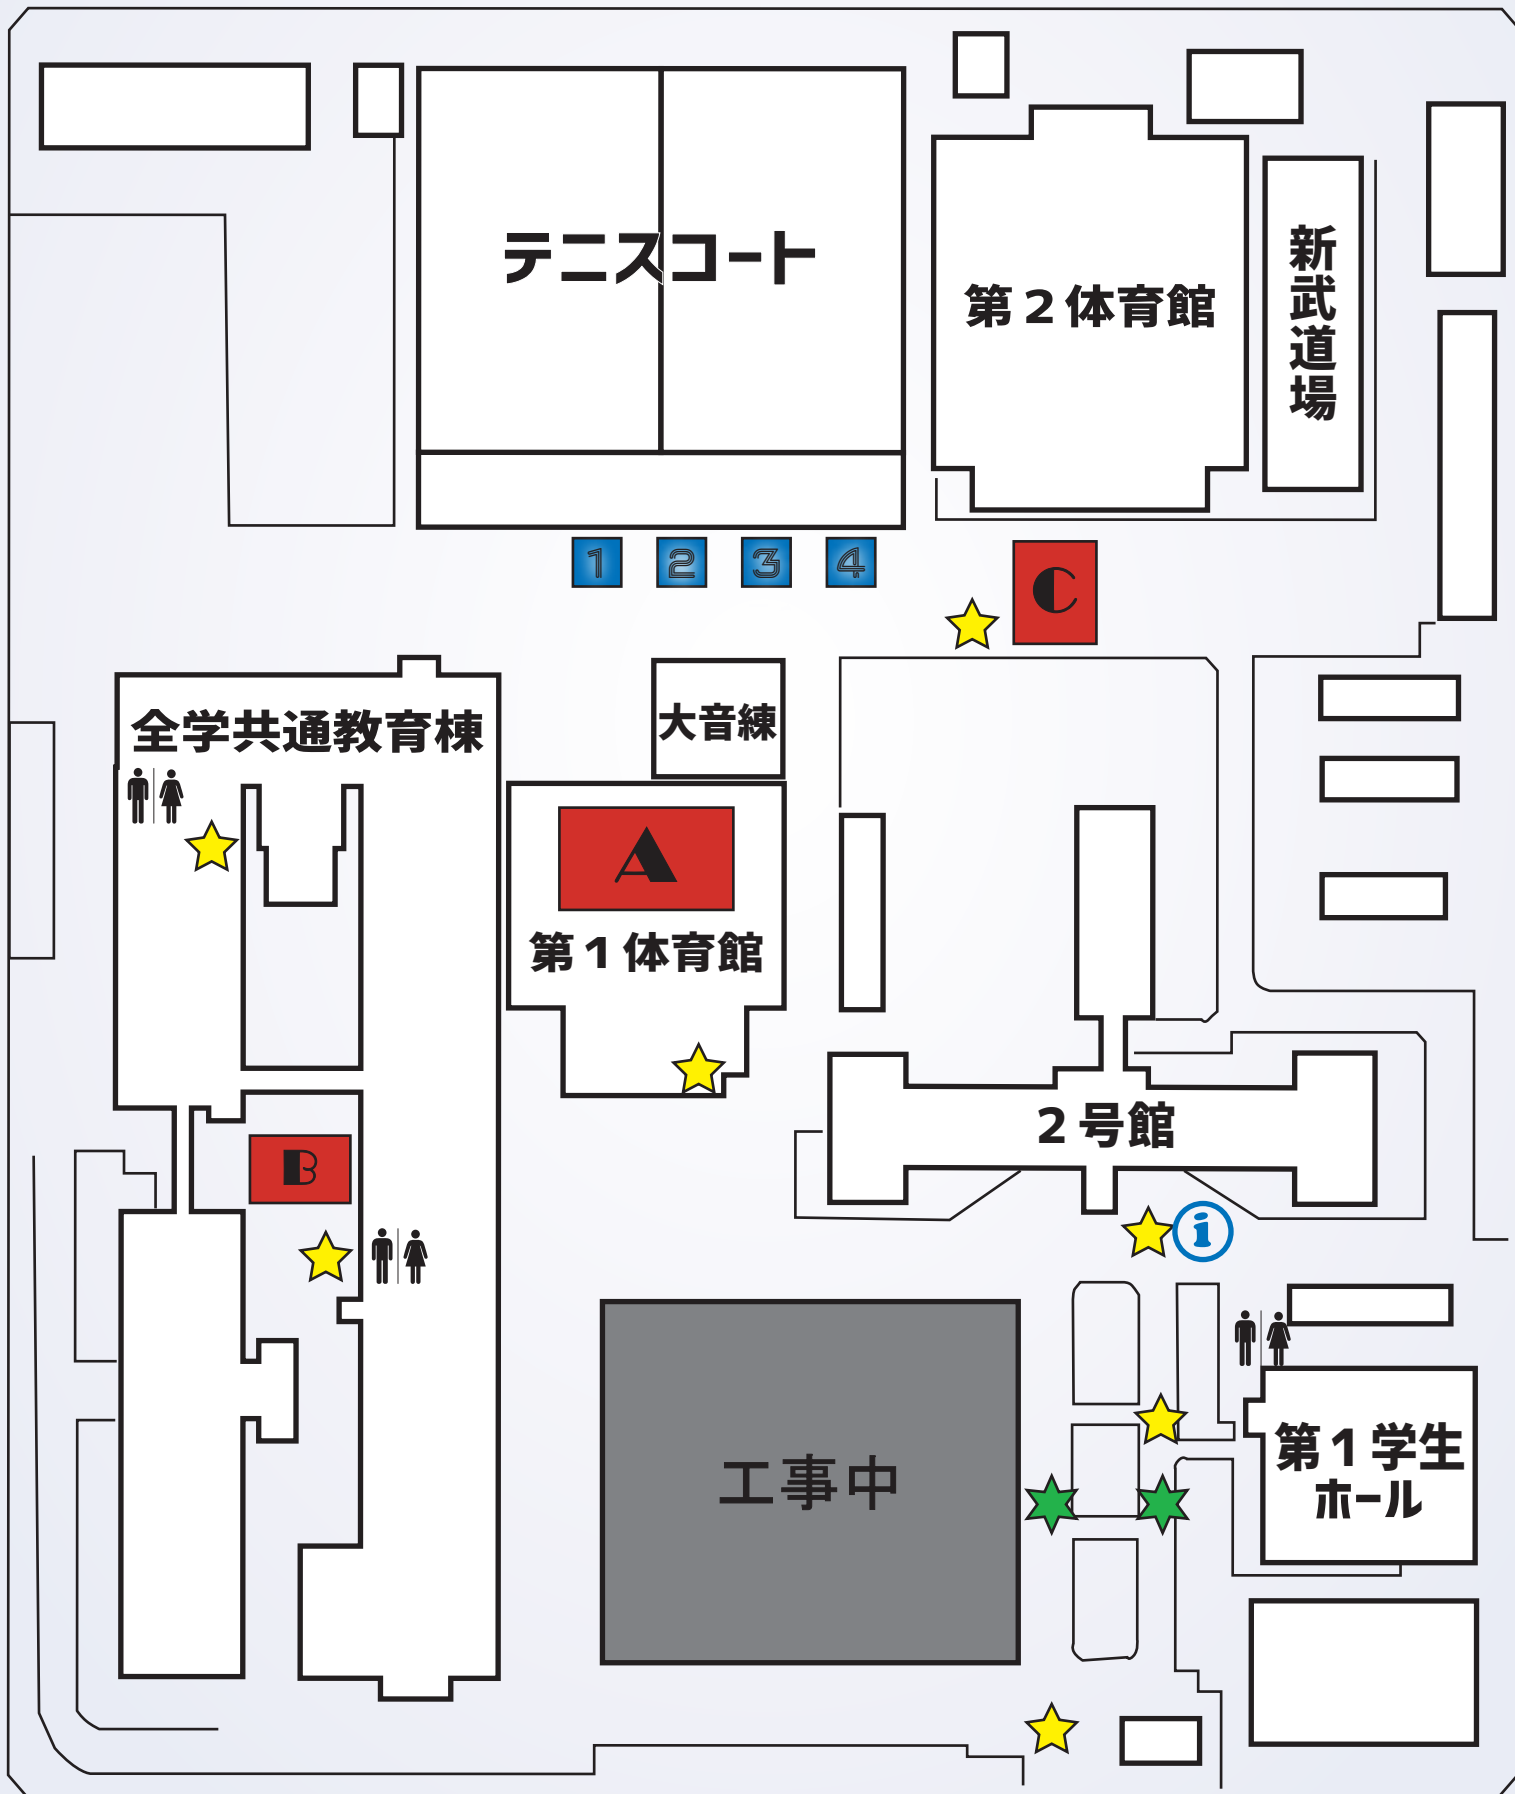 テニスコート
第2体育館
新武道場
1 2 3 4
C
全学共通教育棟
大音練
A
第1体育館
B
2号館
i
工事中
第1学生
ホール